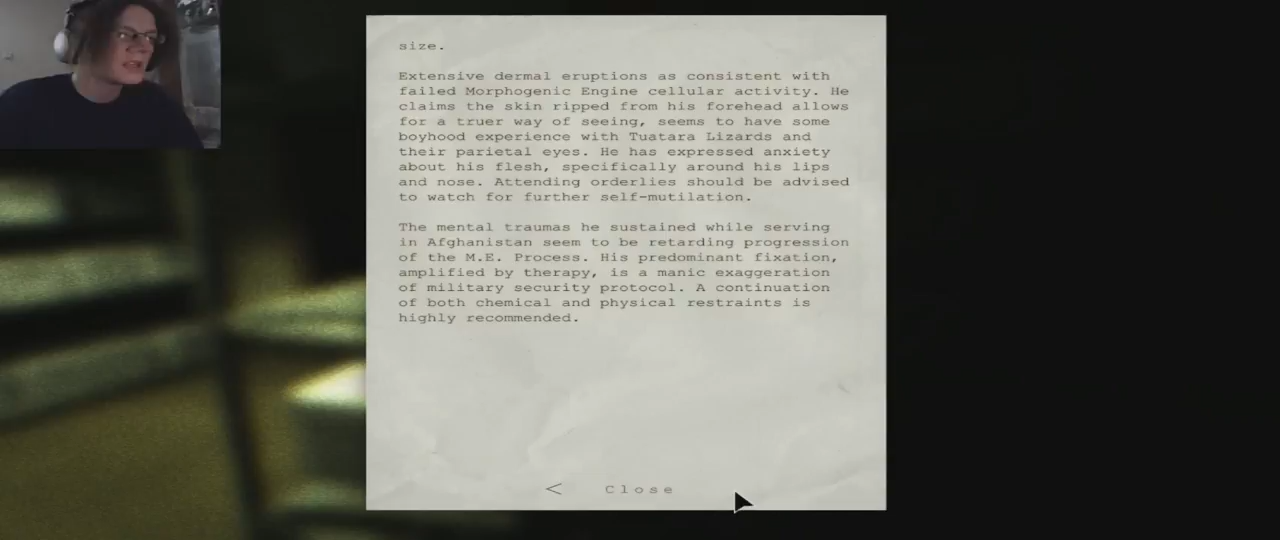 size.
Extensive dermal eruptions as consistent with
failed Morphogenic Engine cellular activity. He
claims the skin ripped from his forehead allows
for a truer way of seeing, seems to have some
boyhood experience with Tuatara Lizards and
their parietal eyes. He has expressed anxiety
about his flesh, specifically around his lips
and nose. Attending orderlies should be advised
to watch for further self-mutilation.
The mental traumas he sustained while serving
in Afghanistan seem to be retarding progression
of the M.E. Process. His predominant fixation,
amplified by therapy, is a manic exaggeration
of military security protocol. A continuation
of both chemical and physical restraints is
highly recommended.
< Close